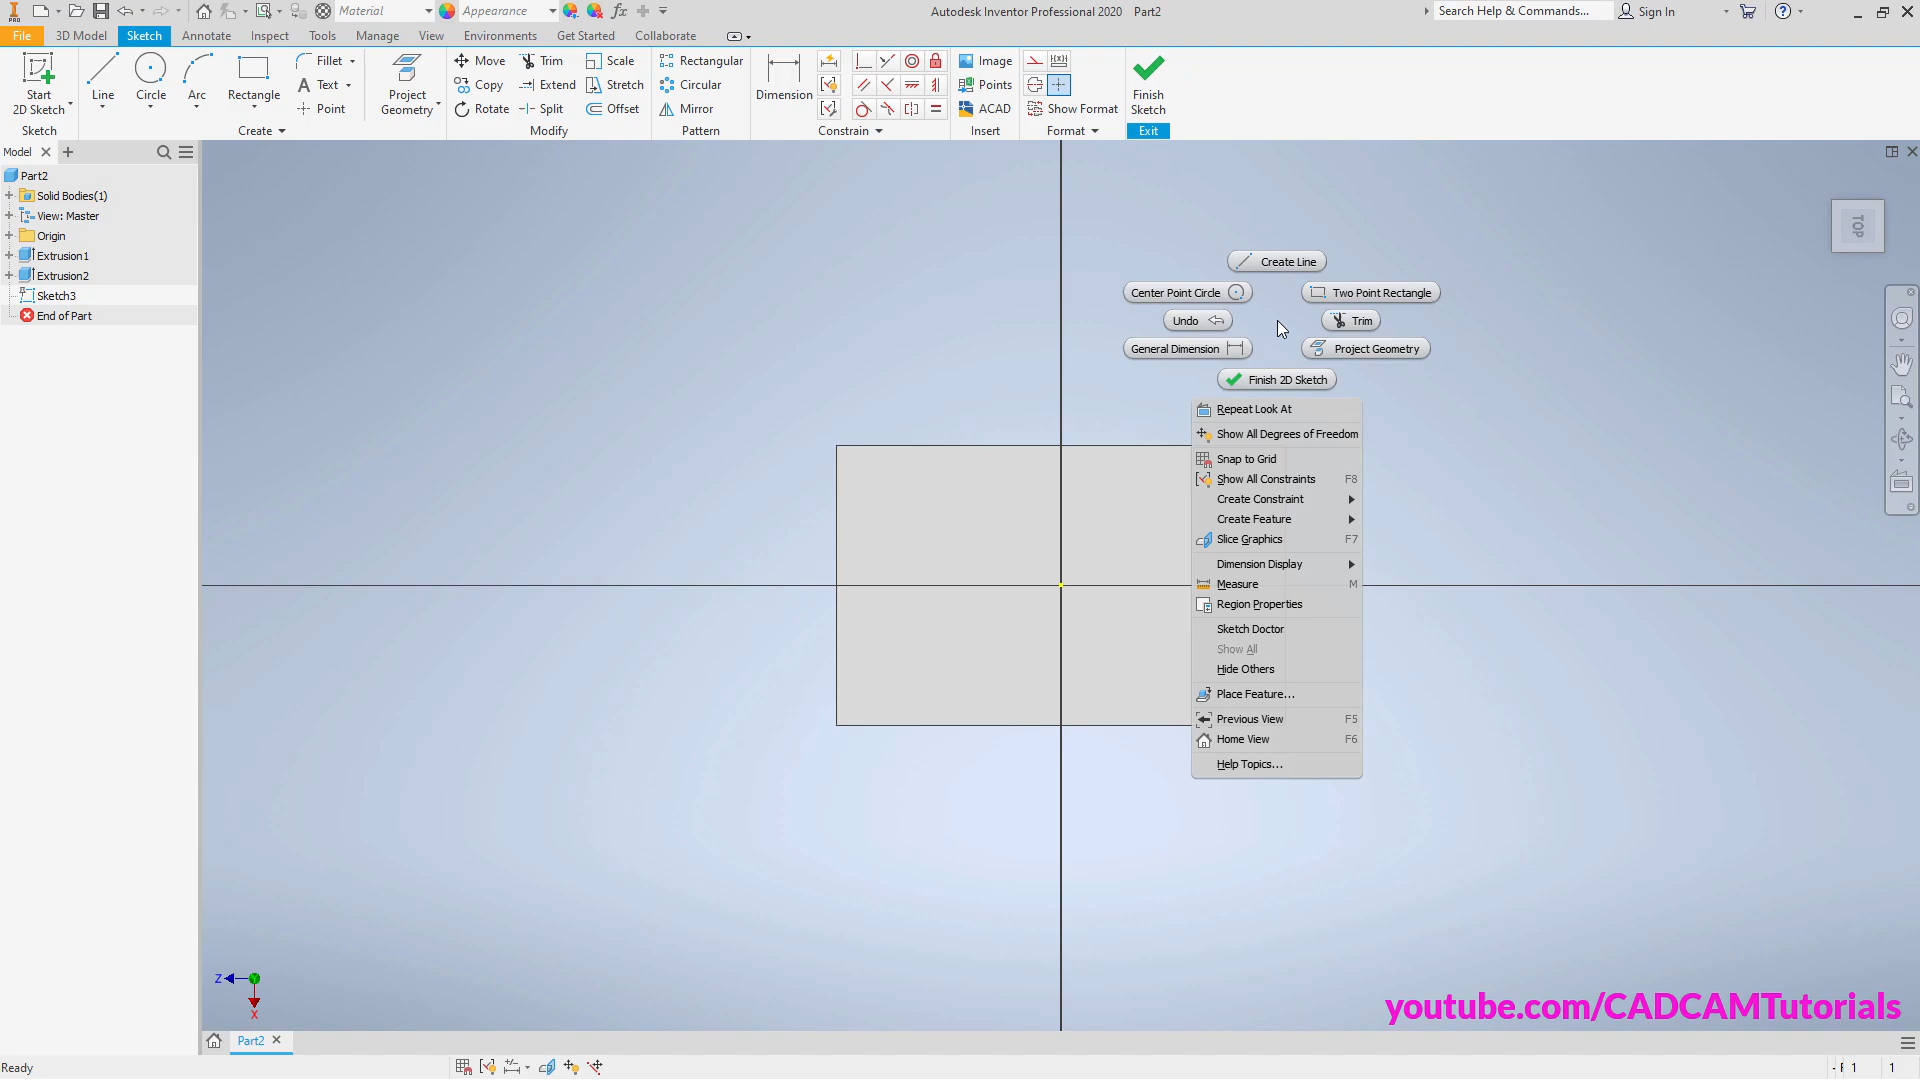 PRO Material Appearance fx Autodesk Inventor Professional 2020 Part2 Search Help & Commands... Sign In
File 3D Model Sketch Annotate Inspect Tools Manage View Environments Get Started Collaborate
Start 2D Sketch
Line
Circle
Arc
Rectangle
Fillet
Text
Point
Project Geometry
Move
Copy
Rotate
Trim
Extend
Split
Scale
Stretch
Offset
Rectangular
Circular
Mirror
Dimension
Image
Points
ACAD
Show Format
Finish Sketch
Sketch Create Modify Pattern Constrain Insert Format Exit
Model
Part2
Solid Bodies(1)
View: Master
Origin
Extrusion1
Extrusion2
Sketch3
End of Part
TOP
Create Line
Center Point Circle
Two Point Rectangle
Undo
Trim
General Dimension
Project Geometry
Finish 2D Sketch
Repeat Look At
Show All Degrees of Freedom
Snap to Grid
Show All Constraints F8
Create Constraint
Create Feature
Slice Graphics F7
Dimension Display
Measure M
Region Properties
Sketch Doctor
Show All
Hide Others
Place Feature...
Previous View F5
Home View F6
Help Topics...
Z
X
youtube.com/CADCAMTutorials
Part2
Ready
1 1